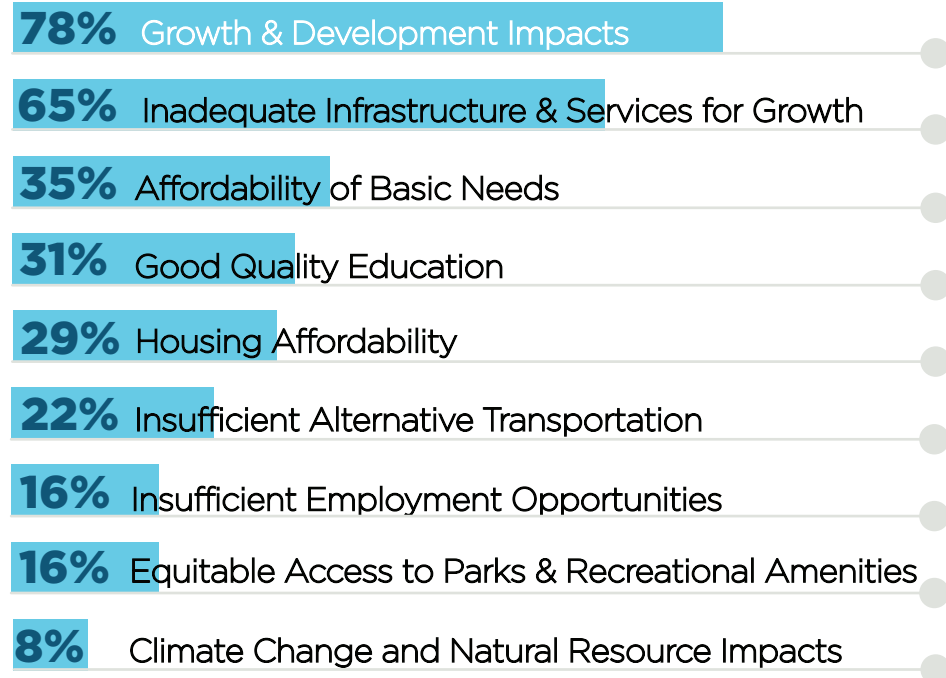 78% Growth & Development Impacts
65% Inadequate Infrastructure & Services for Growth
35% Affordability of Basic Needs
31% Good Quality Education
29% Housing Affordability
22% Insufficient Alternative Transportation
16% Insufficient Employment Opportunities
16% Equitable Access to Parks & Recreational Amenities
8% Climate Change and Natural Resource Impacts